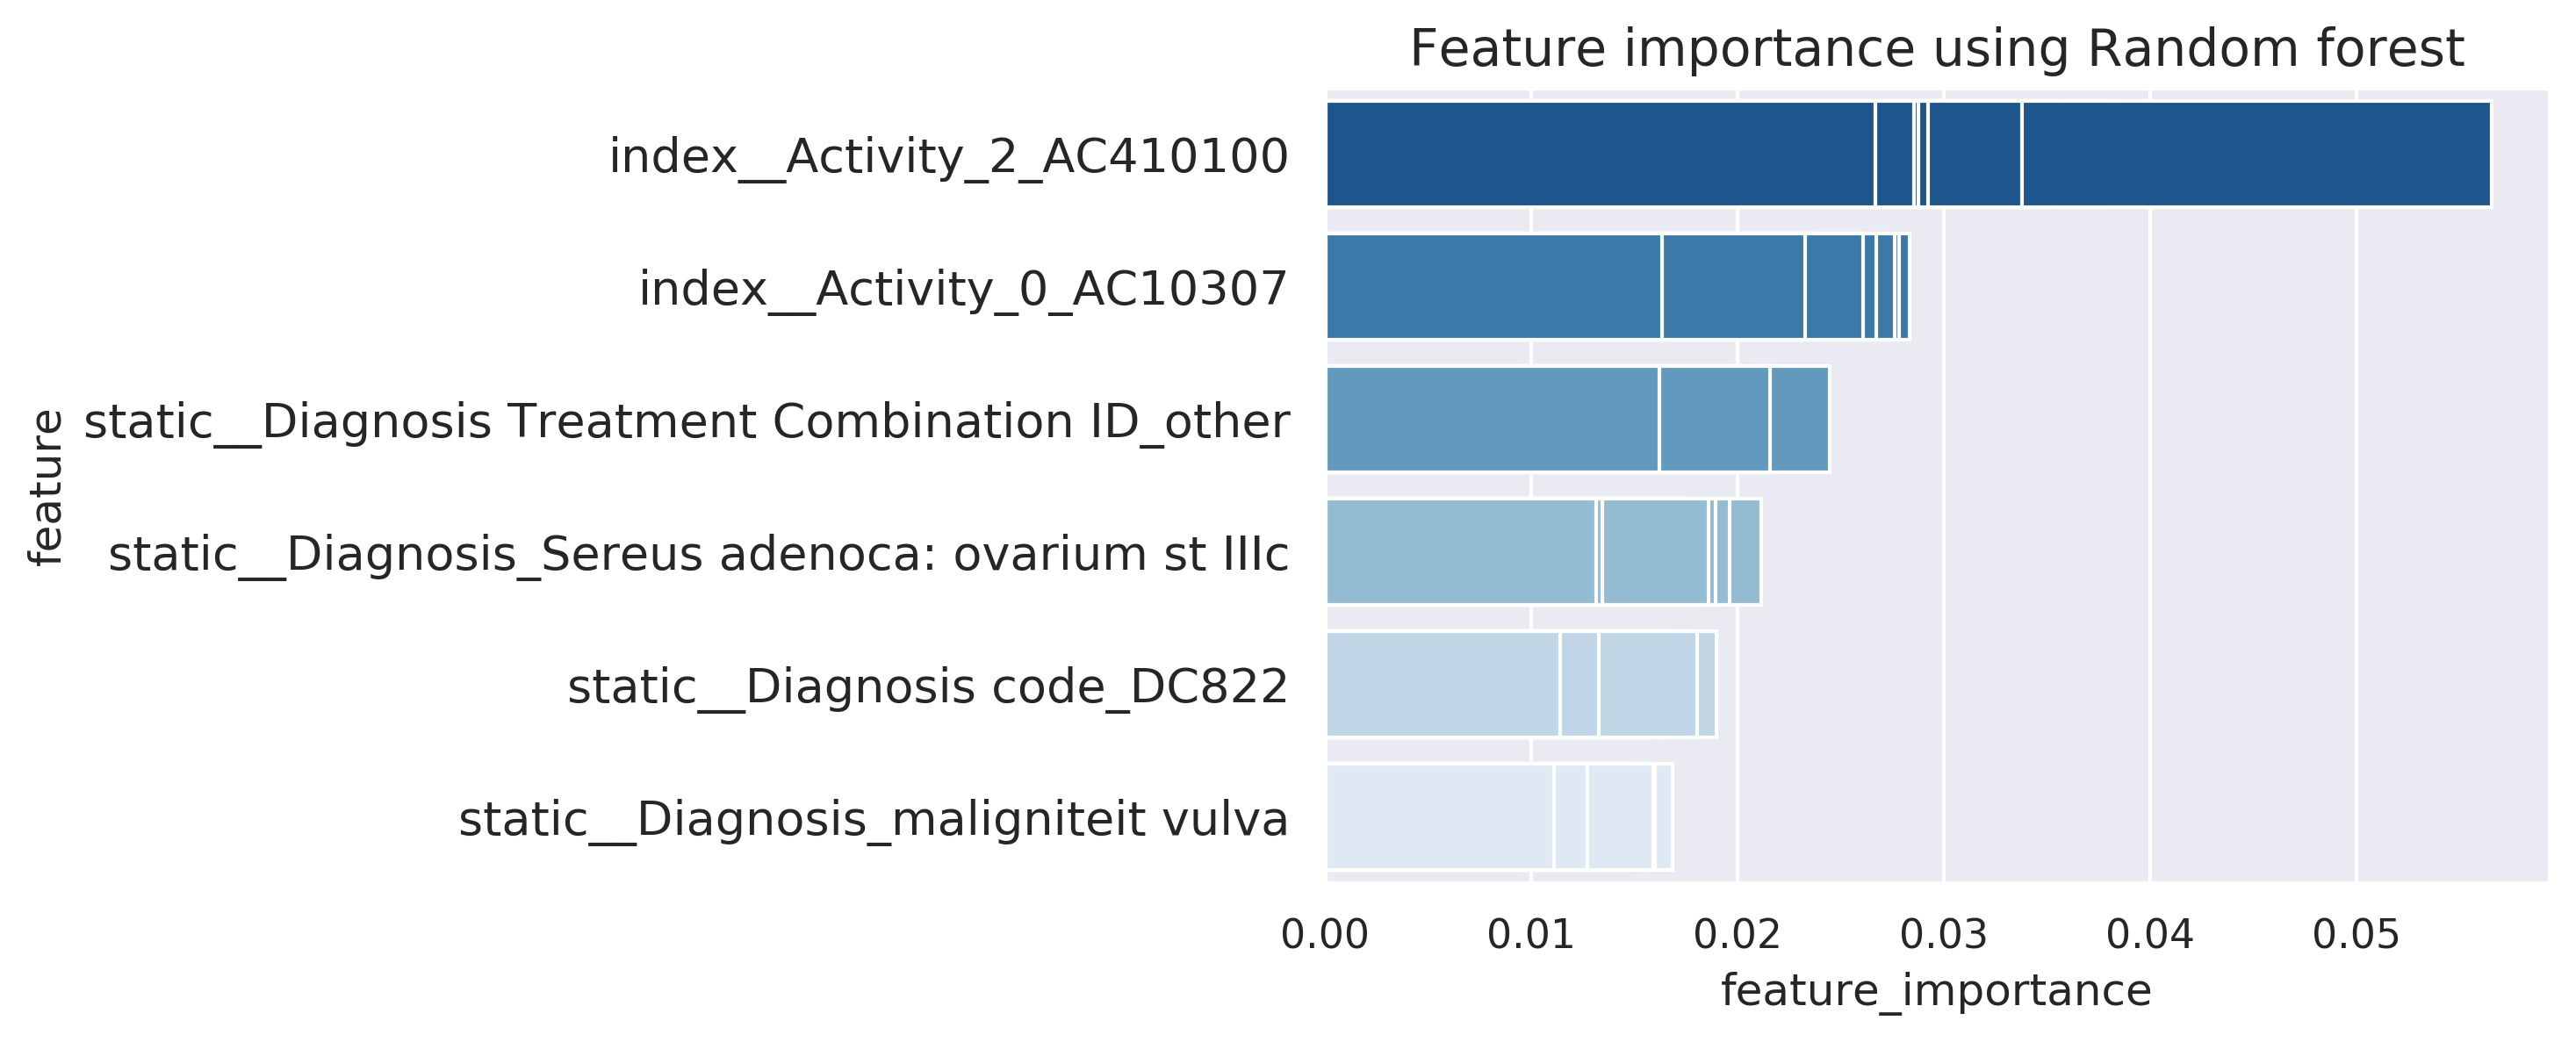 Feature importance using Random forest
index__Activity_2_AC410100
index__Activity_0_AC10307
static__Diagnosis Treatment Combination ID_other
static__Diagnosis_Sereus adenoca: ovarium st IIIc
static__Diagnosis code_DC822
static__Diagnosis_maligniteit vulva
feature
0.00 0.01 0.02 0.03 0.04 0.05
feature_importance